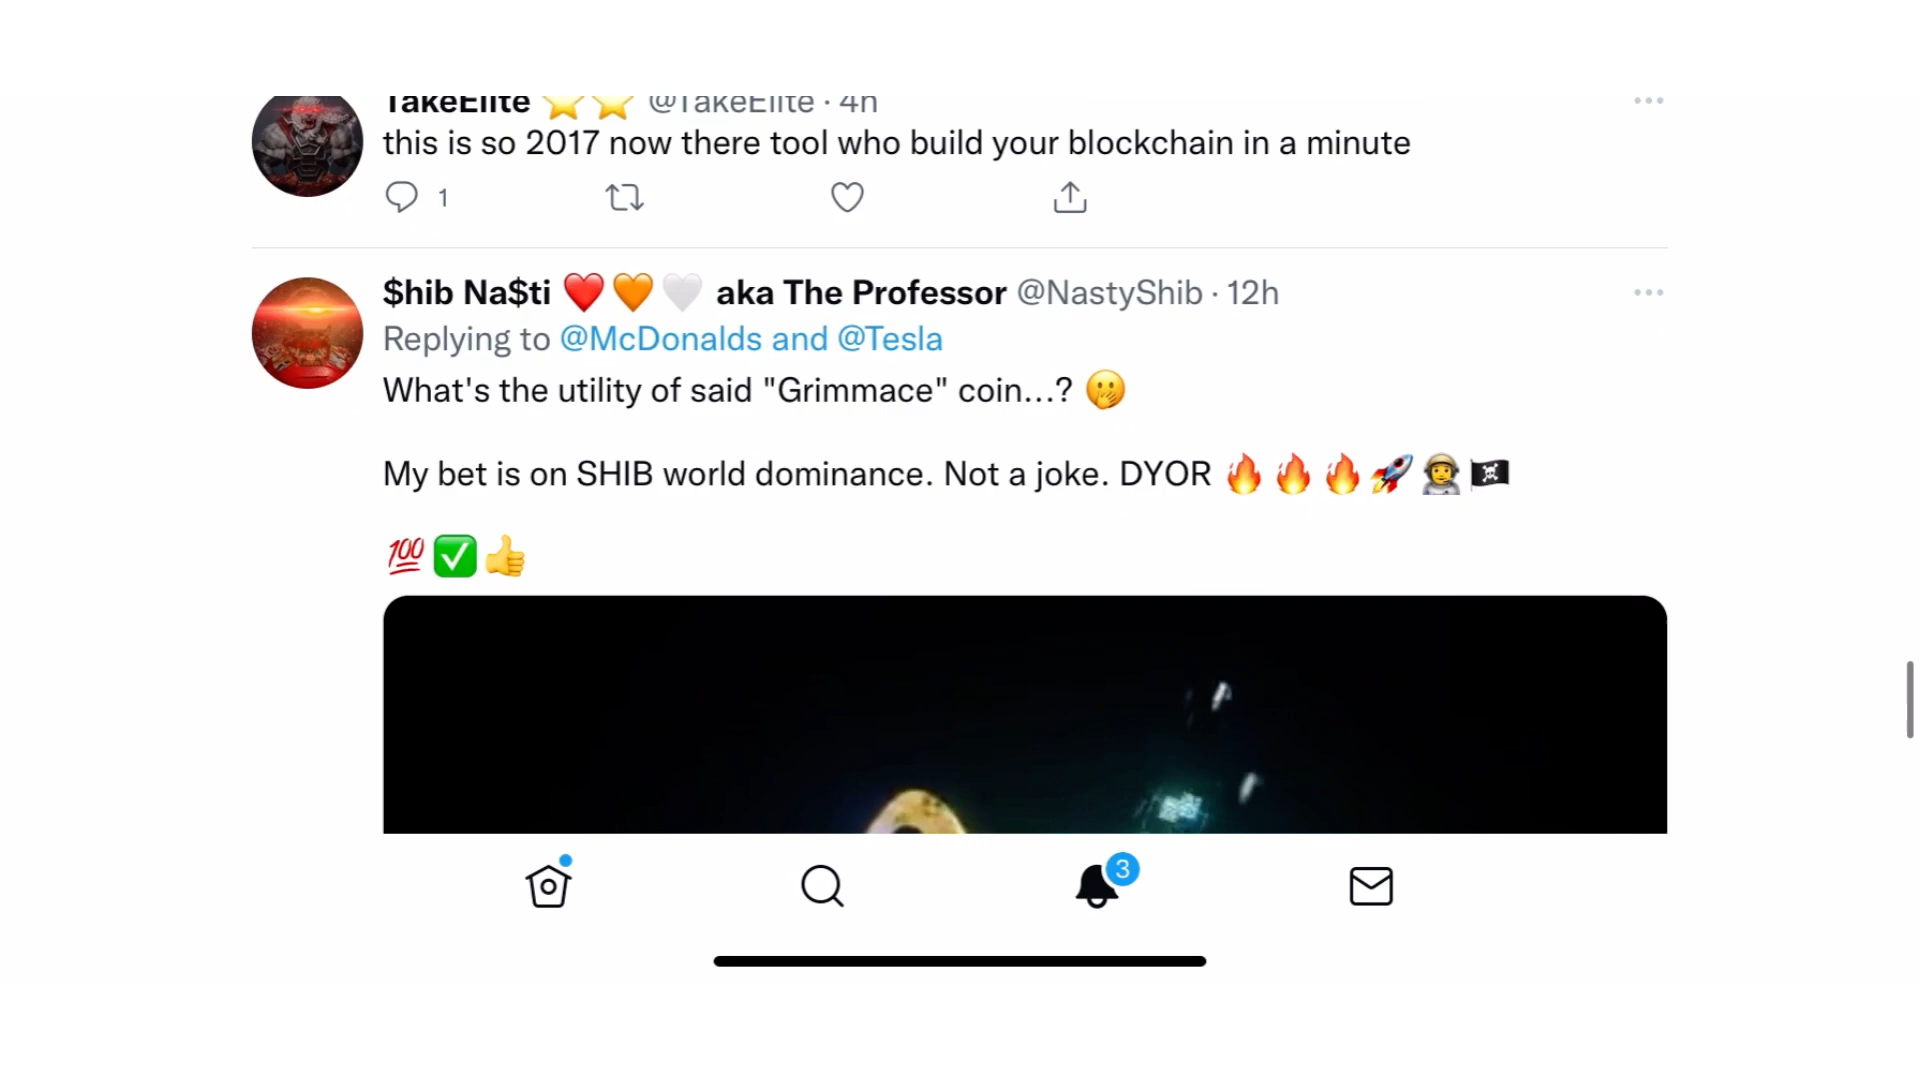 TakeElite ⭐⭐ @TakeElite · 4h
this is so 2017 now there tool who build your blockchain in a minute
1
$hib Na$ti ❤️🧡🤍 aka The Professor @NastyShib · 12h
Replying to @McDonalds and @Tesla
What's the utility of said "Grimmace" coin...? 🤭
My bet is on SHIB world dominance. Not a joke. DYOR 🔥🔥🔥🚀🧑‍🚀🏴‍☠️
💯✅👍
3